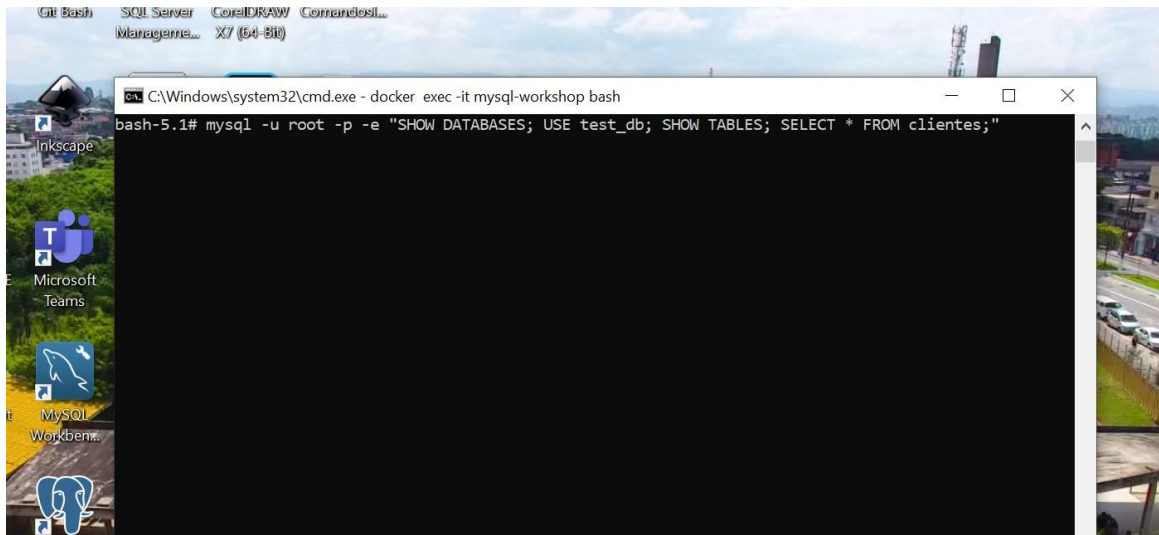 Git Bash
SQL Server
Manageme...
CorelDRAW
X7 (64-Bit)
ComandosI...
C:\Windows\system32\cmd.exe - docker exec -it mysql-workshop bash
bash-5.1# mysql -u root -p -e "SHOW DATABASES; USE test_db; SHOW TABLES; SELECT * FROM clientes;"
Inkscape
Microsoft
Teams
MySQL
Workben...